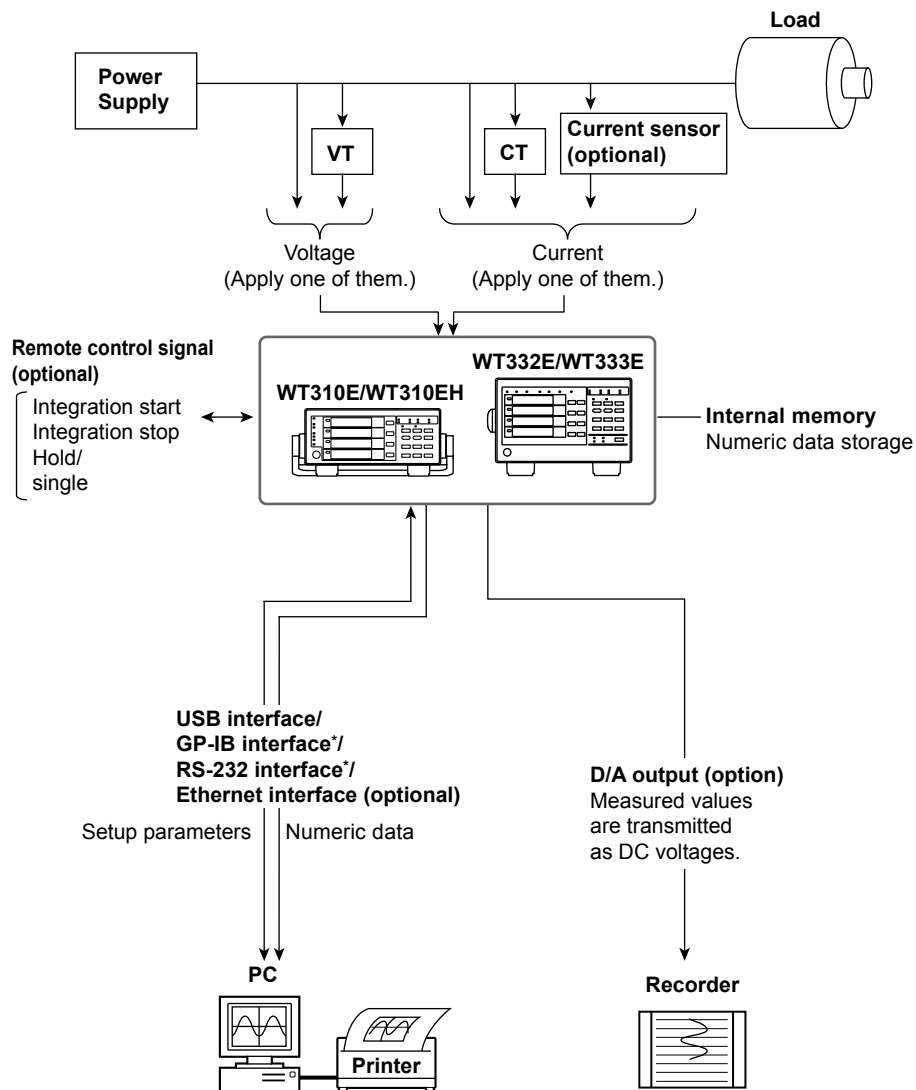 Load
Power
Supply
VT
CT
Current sensor
(optional)
Voltage
(Apply one of them.)
Current
(Apply one of them.)
Remote control signal
(optional)
Integration start
Integration stop
Hold/
single
WT310E/WT310EH
WT332E/WT333E
Internal memory
Numeric data storage
USB interface/
GP-IB interface*/
RS-232 interface*/
Ethernet interface (optional)
Setup parameters
Numeric data
D/A output (option)
Measured values
are transmitted
as DC voltages.
PC
Printer
Recorder